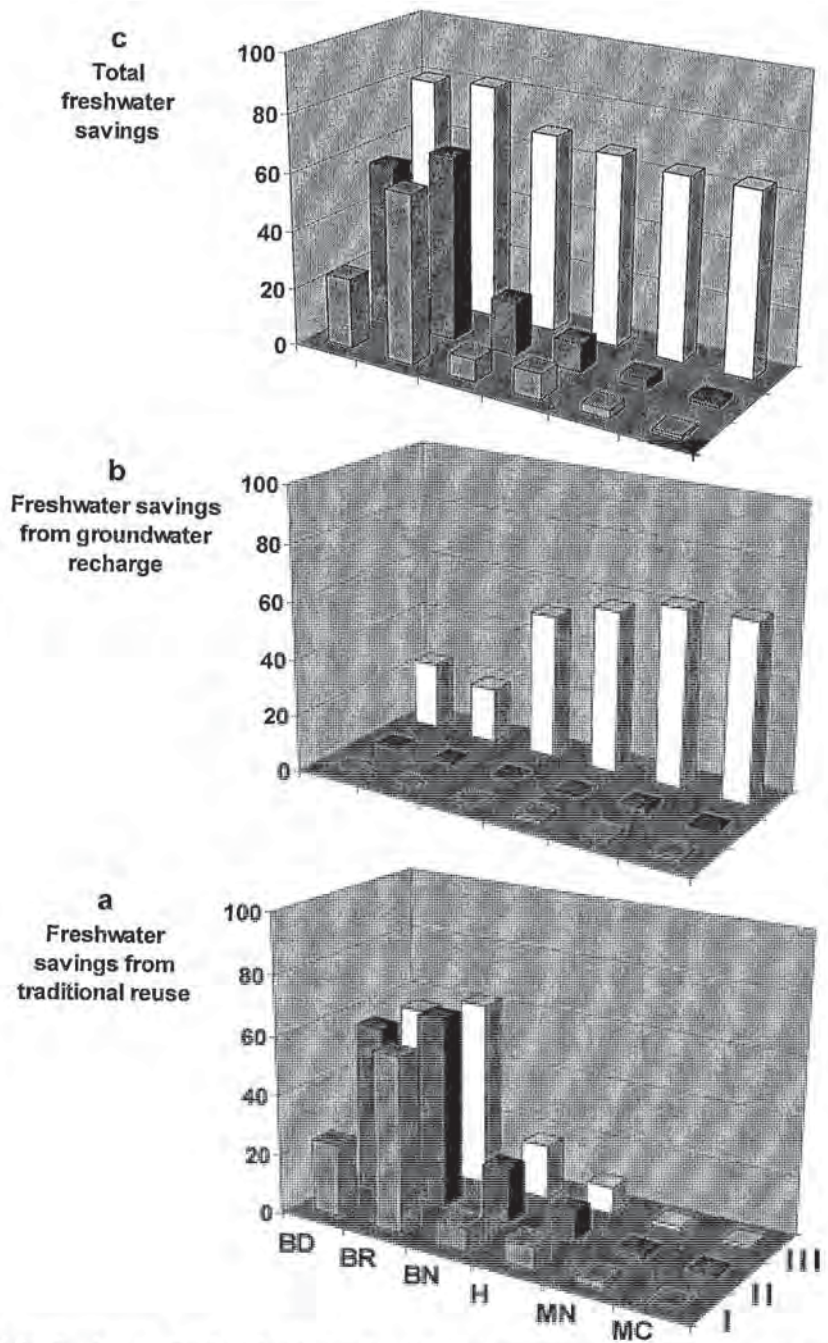 c
Total
freshwater
savings
100
80
60
40
20
0
b
Freshwater savings
from groundwater
recharge
100
80
60
40
20
0
a
Freshwater
savings from
traditional reuse
100
80
60
40
20
0
BD
BR
BN
H
MN
MC
I
II
III